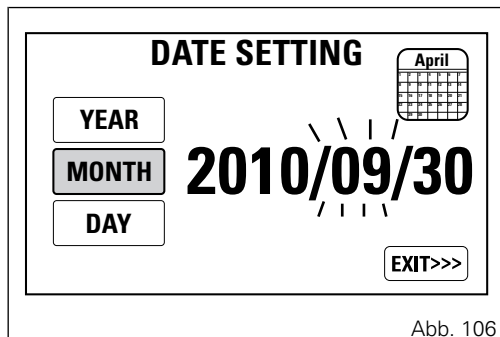 DATE SETTING
April
YEAR
MONTH
DAY
2010/09/30
EXIT>>>
Abb. 106